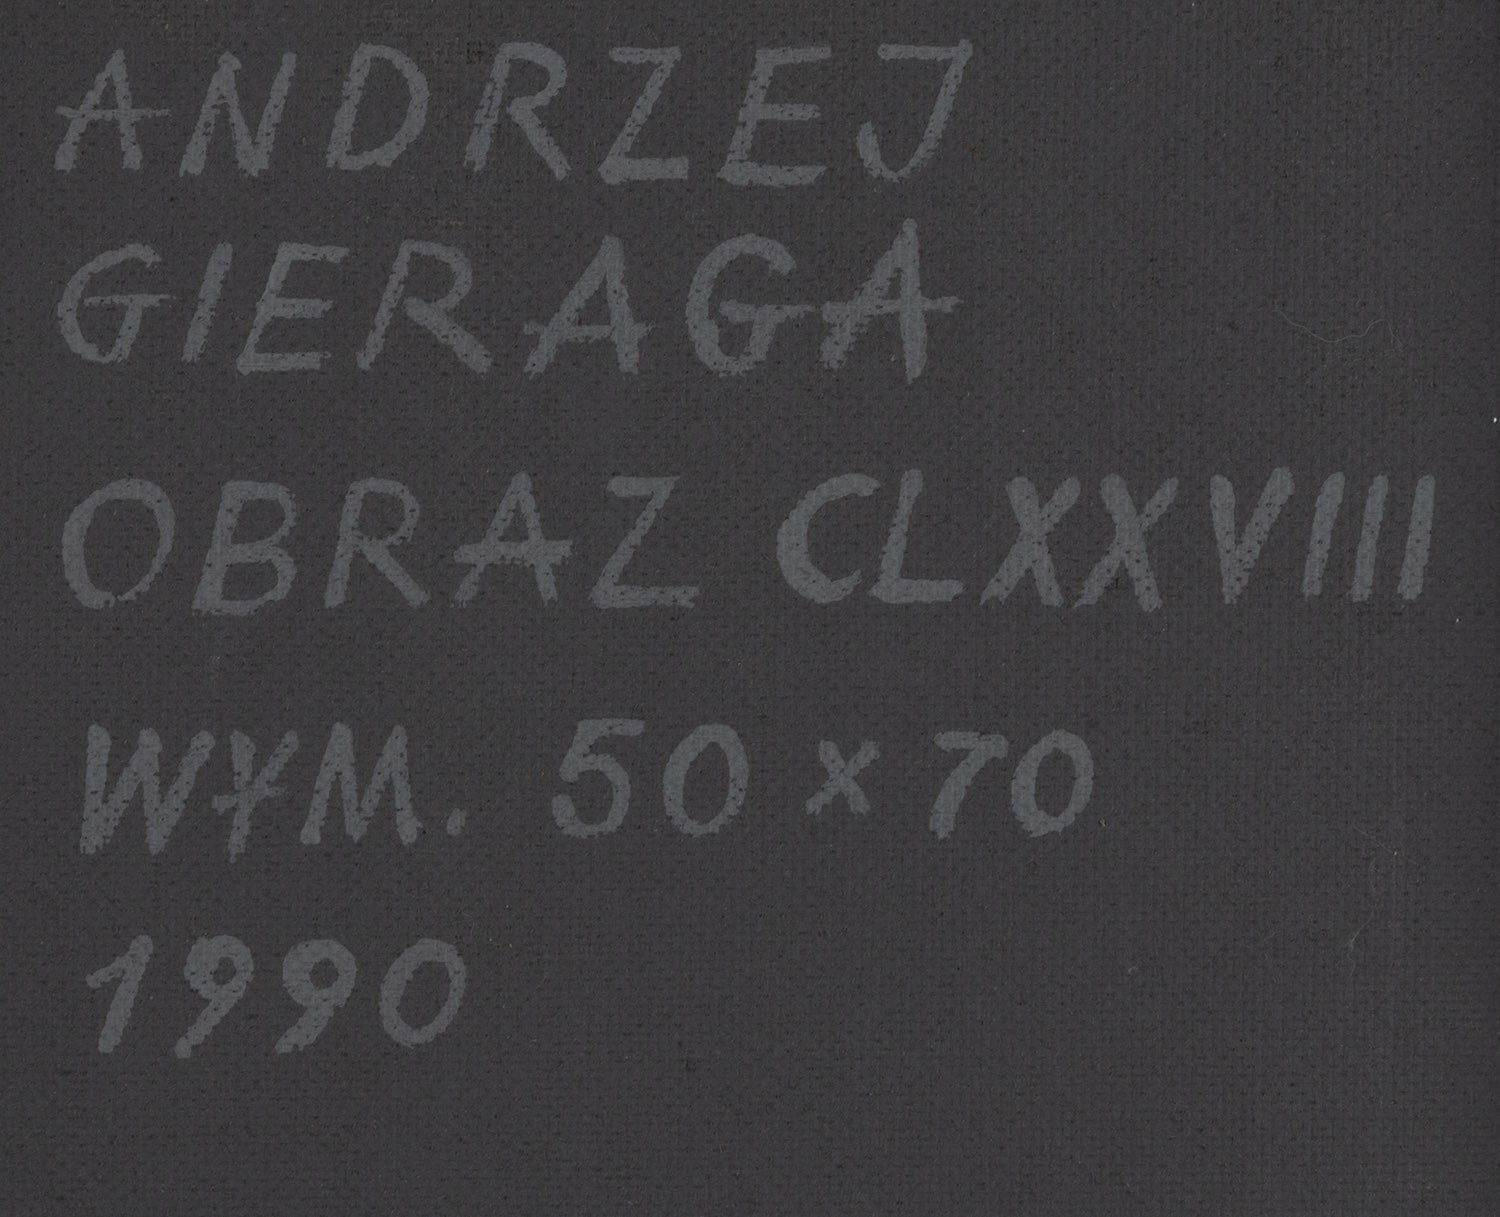 ANDRZEJ
GIERAGA
OBRAZ CLXXVIII
WYM. 50 x 70
1990